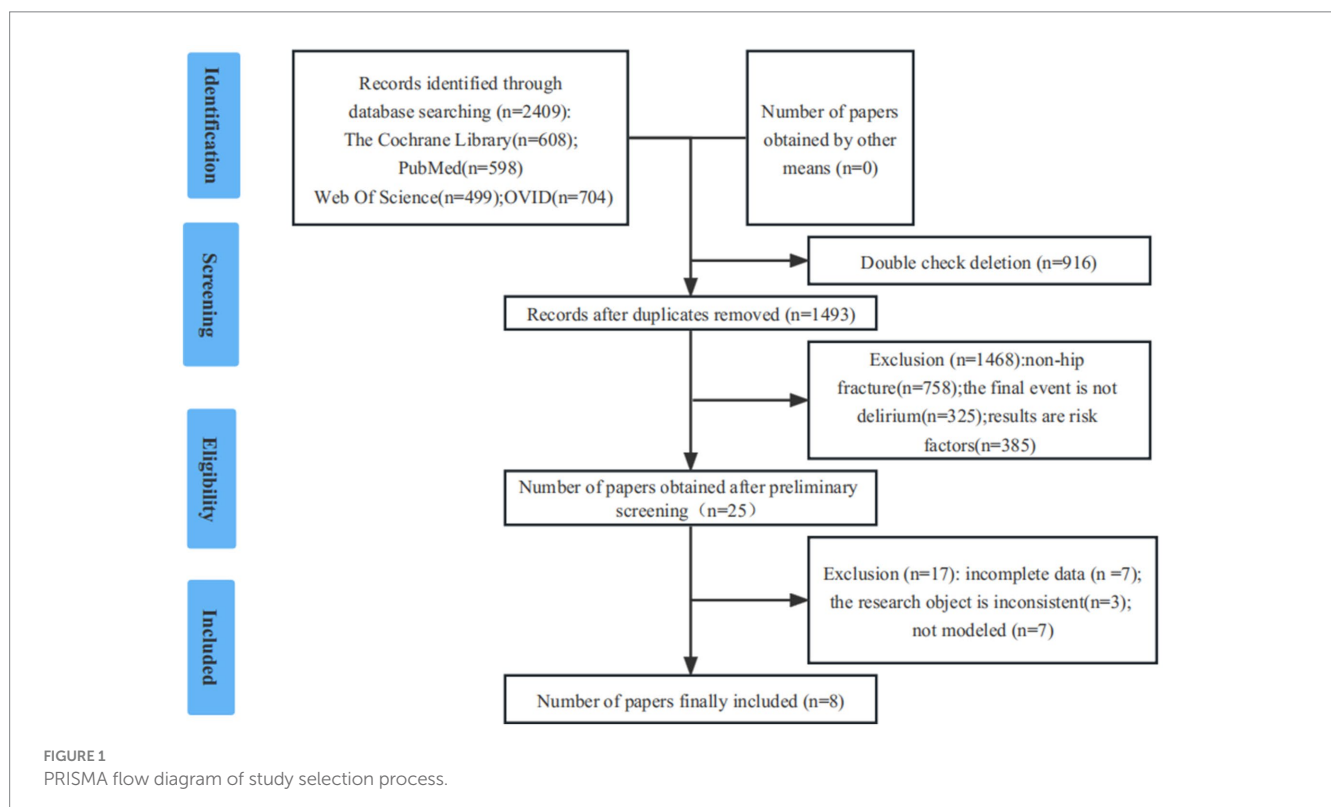 Identification
Records identified through
database searching (n=2409):
The Cochrane Library(n=608);
PubMed(n=598)
Web Of Science(n=499);OVID(n=704)
Number of papers
obtained by other
means (n=0)
Screening
Double check deletion (n=916)
Records after duplicates removed (n=1493)
Exclusion (n=1468):non-hip
fracture(n=758);the final event is not
delirium(n=325);results are risk
factors(n=385)
Eligibility
Number of papers obtained after preliminary
screening（n=25）
Exclusion (n=17): incomplete data (n =7);
the research object is inconsistent(n=3);
not modeled (n=7)
Included
Number of papers finally included (n=8)
FIGURE 1
PRISMA flow diagram of study selection process.